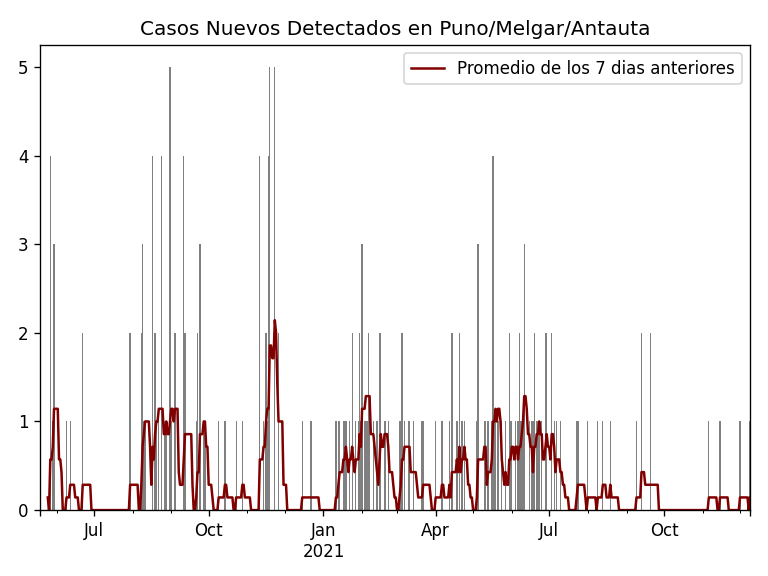 Casos Nuevos Detectados en Puno/Melgar/Antauta
Promedio de los 7 dias anteriores
5
4
3
2
1
0
Jul
Oct
Jan
2021
Apr
Jul
Oct